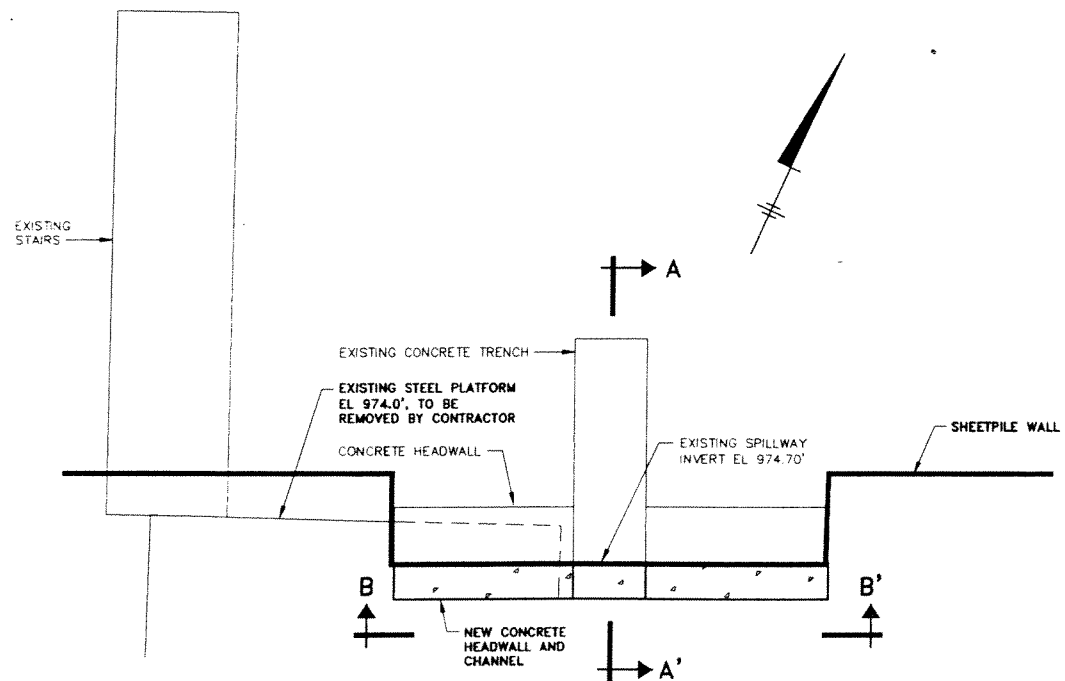 EXISTING
STAIRS
A
EXISTING CONCRETE TRENCH
EXISTING STEEL PLATFORM
EL 974.0', TO BE
REMOVED BY CONTRACTOR
CONCRETE HEADWALL
EXISTING SPILLWAY
INVERT EL 974.70'
SHEETPILE WALL
B
B'
NEW CONCRETE
HEADWALL AND
CHANNEL
A'